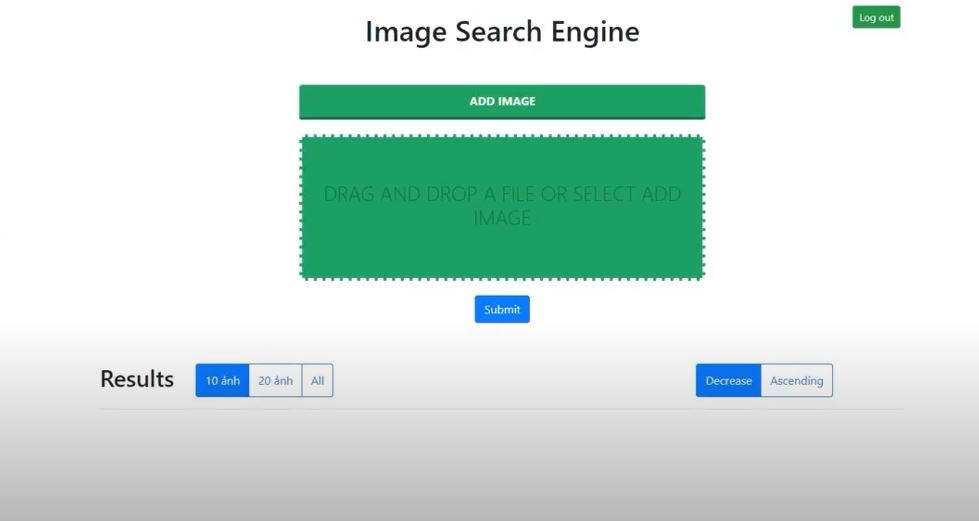 Log out
Image Search Engine
ADD IMAGE
DRAG AND DROP A FILE OR SELECT ADD
IMAGE
Submit
Results 10 ảnh 20 ảnh All Decrease Ascending